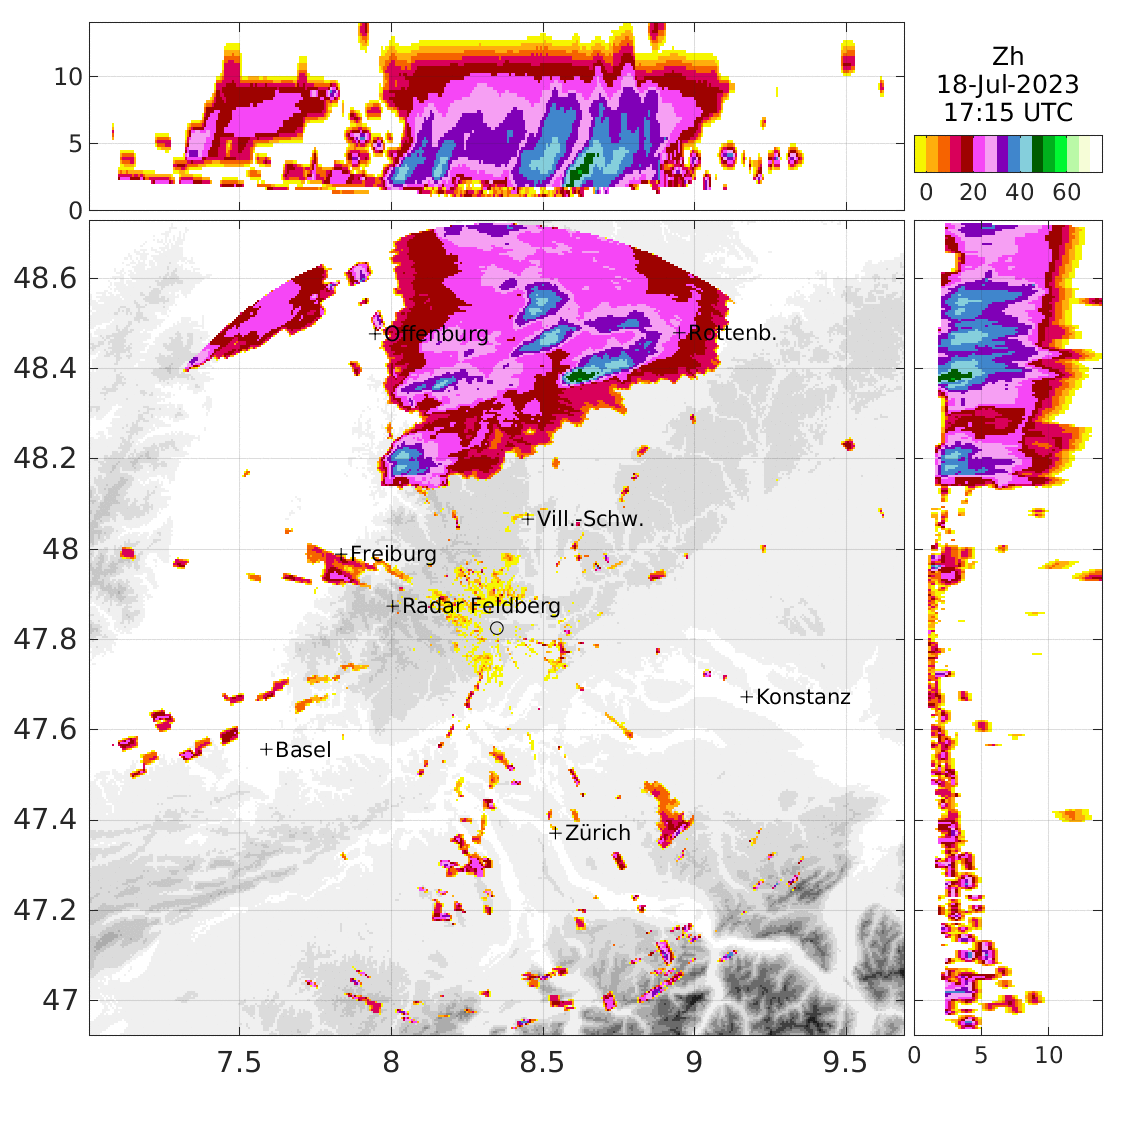 10
5
0
Zh
18-Jul-2023
17:15 UTC
0 20 40 60
48.6
48.4
48.2
48
47.8
47.6
47.4
47.2
47
Offenburg
Rottenb.
Vill.-Schw.
Freiburg
Radar Feldberg
Konstanz
Basel
Zürich
7.5 8 8.5 9 9.5
0 5 10